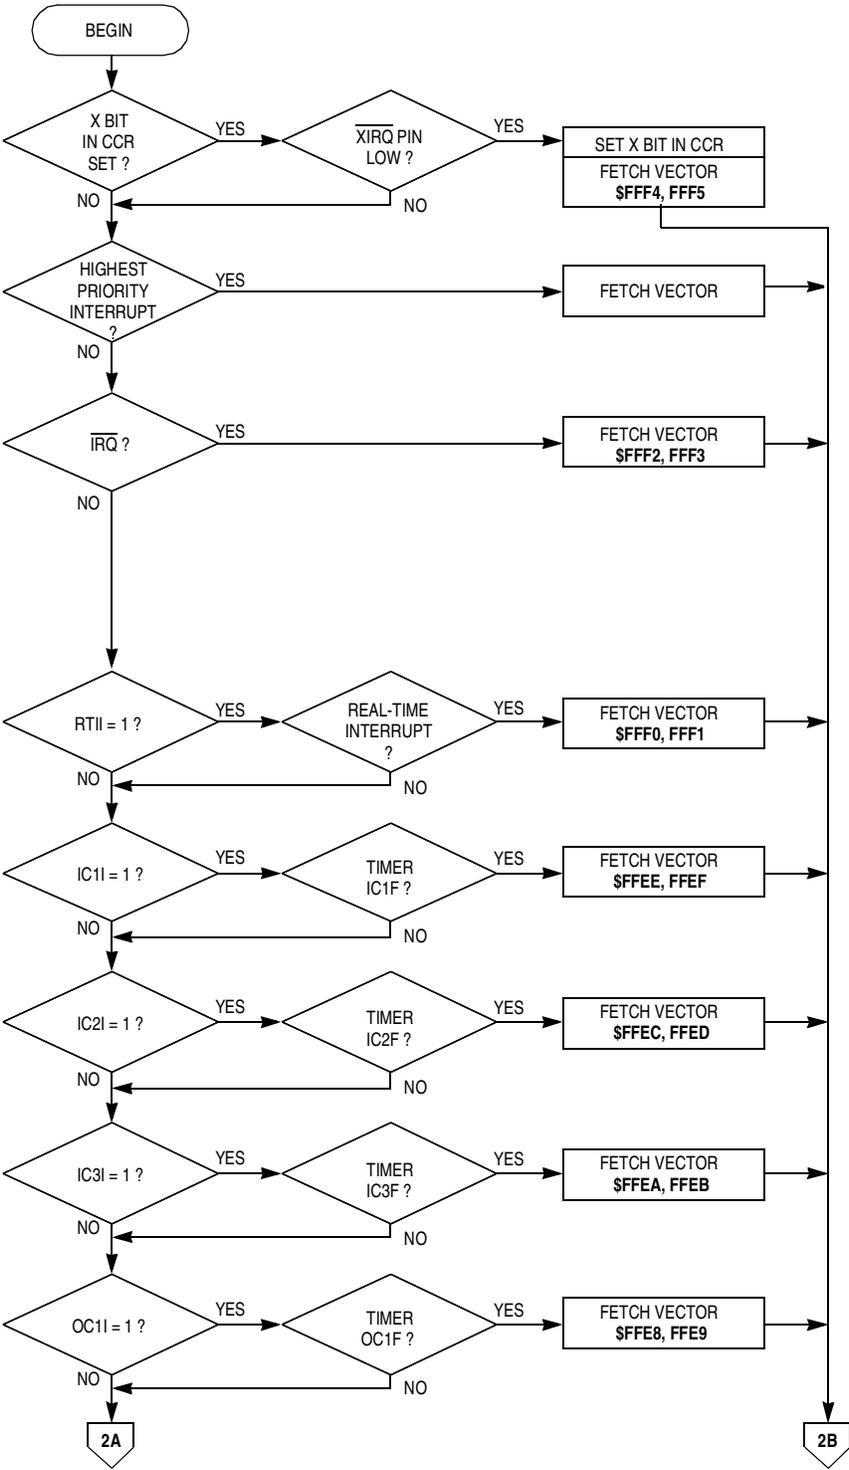 BEGIN
X BIT
IN CCR
SET ?
YES
XIRQ PIN
LOW ?
YES
SET X BIT IN CCR
FETCH VECTOR
$FFF4, FFF5
NO
NO
HIGHEST
PRIORITY
INTERRUPT
?
YES
FETCH VECTOR
NO
IRQ ?
YES
FETCH VECTOR
$FFF2, FFF3
NO
RTII = 1 ?
YES
REAL-TIME
INTERRUPT
?
YES
FETCH VECTOR
$FFF0, FFF1
NO
NO
IC1I = 1 ?
YES
TIMER
IC1F ?
YES
FETCH VECTOR
$FFEE, FFEF
NO
NO
IC2I = 1 ?
YES
TIMER
IC2F ?
YES
FETCH VECTOR
$FFEC, FFED
NO
NO
IC3I = 1 ?
YES
TIMER
IC3F ?
YES
FETCH VECTOR
$FFEA, FFEB
NO
NO
OC1I = 1 ?
YES
TIMER
OC1F ?
YES
FETCH VECTOR
$FFE8, FFE9
NO
NO
2A
2B